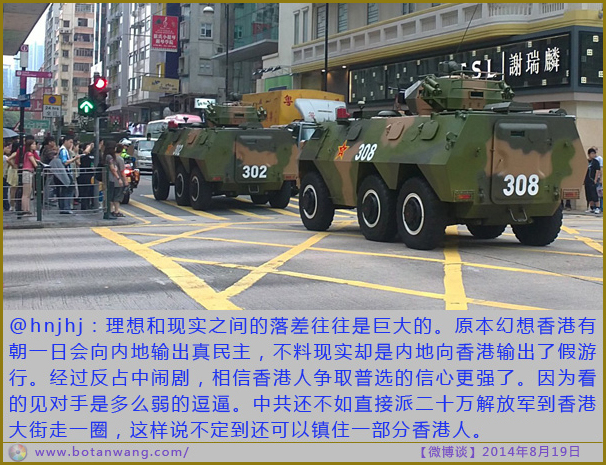 謝瑞麟
302
308
308
@hnjhj：理想和现实之间的落差往往是巨大的。原本幻想香港有
朝一日会向内地输出真民主，不料现实却是内地向香港输出了假游
行。经过反占中闹剧，相信香港人争取普选的信心更强了。因为看
的见对手是多么弱的逗逼。中共还不如直接派二十万解放军到香港
大街走一圈，这样说不定到还可以镇住一部分香港人。
www.botanwang.com/
【微博谈】2014年8月19日